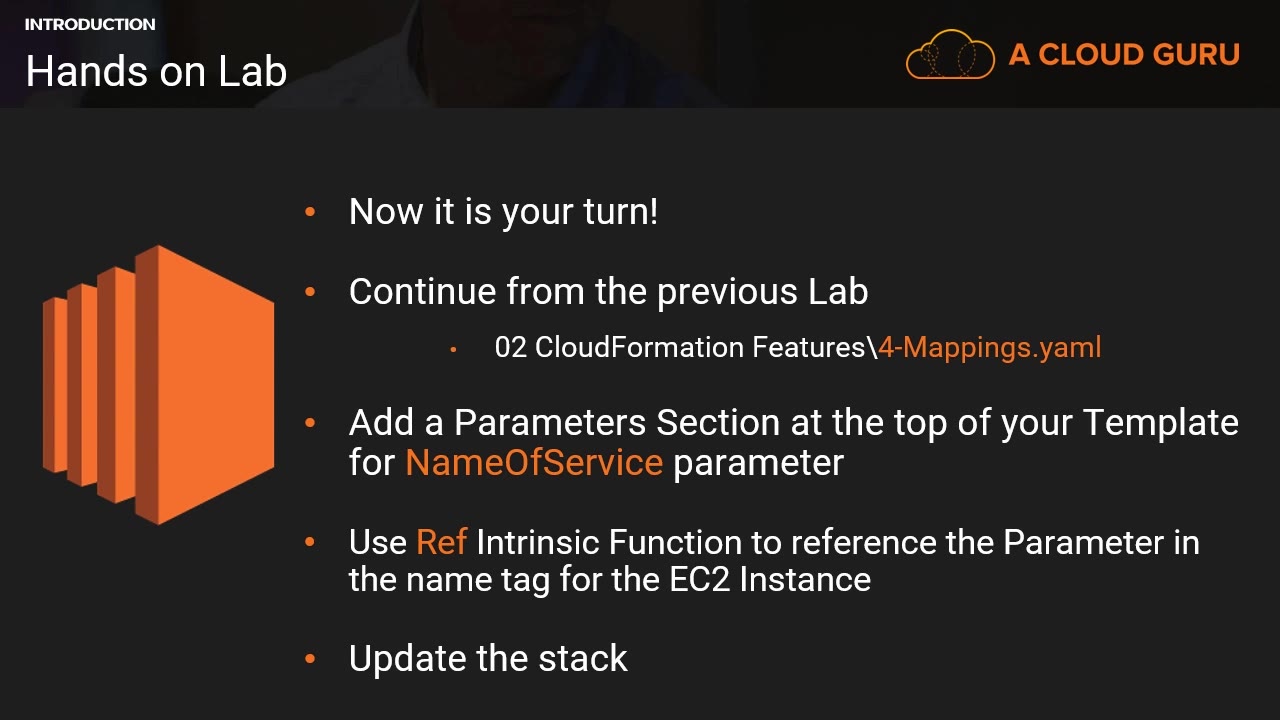 INTRODUCTION
Hands on Lab
A CLOUD GURU
• Now it is your turn!
• Continue from the previous Lab
• 02 CloudFormation Features\4-Mappings.yaml
• Add a Parameters Section at the top of your Template
for NameOfService parameter
• Use Ref Intrinsic Function to reference the Parameter in
the name tag for the EC2 Instance
• Update the stack